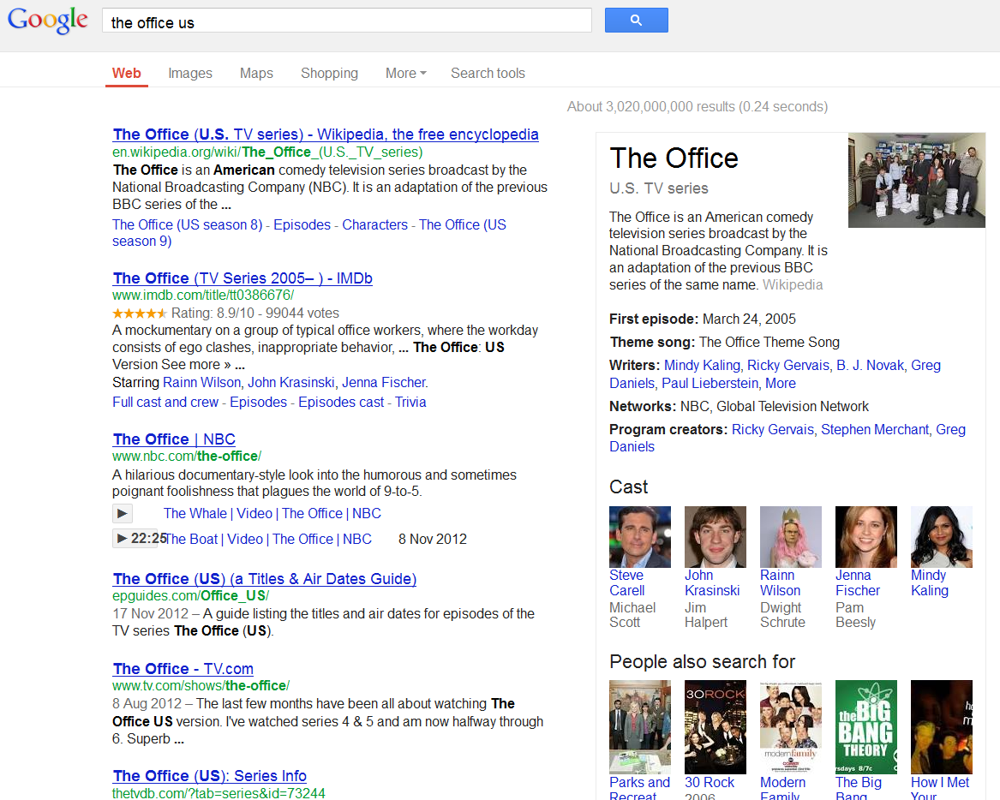 Google
the office us
Web Images Maps Shopping More Search tools
About 3,020,000,000 results (0.24 seconds)
The Office (U.S. TV series) - Wikipedia, the free encyclopedia
en.wikipedia.org/wiki/The_Office_(U.S._TV_series)
The Office is an American comedy television series broadcast by the
National Broadcasting Company (NBC). It is an adaptation of the previous
BBC series of the ...
The Office (US season 8) - Episodes - Characters - The Office (US
season 9)
The Office (TV Series 2005– ) - IMDb
www.imdb.com/title/tt0386676/
Rating: 8.9/10 - 99044 votes
A mockumentary on a group of typical office workers, where the workday
consists of ego clashes, inappropriate behavior, ... The Office: US
Version See more » ...
Starring Rainn Wilson, John Krasinski, Jenna Fischer.
Full cast and crew - Episodes - Episodes cast - Trivia
The Office | NBC
www.nbc.com/the-office/
A hilarious documentary-style look into the humorous and sometimes
poignant foolishness that plagues the world of 9-to-5.
The Whale | Video | The Office | NBC
22:25 The Boat | Video | The Office | NBC 8 Nov 2012
The Office (US) (a Titles & Air Dates Guide)
epguides.com/Office_US/
17 Nov 2012 – A guide listing the titles and air dates for episodes of the
TV series The Office (US).
The Office - TV.com
www.tv.com/shows/the-office/
8 Aug 2012 – The last few months have been all about watching The
Office US version. I've watched series 4 & 5 and am now halfway through
6. Superb ...
The Office (US): Series Info
thetvdb.com/?tab=series&id=73244
The Office
U.S. TV series
The Office is an American comedy
television series broadcast by the
National Broadcasting Company. It is
an adaptation of the previous BBC
series of the same name. Wikipedia
First episode: March 24, 2005
Theme song: The Office Theme Song
Writers: Mindy Kaling, Ricky Gervais, B. J. Novak, Greg
Daniels, Paul Lieberstein, More
Networks: NBC, Global Television Network
Program creators: Ricky Gervais, Stephen Merchant, Greg
Daniels
Cast
Steve Carell Michael Scott
John Krasinski Jim Halpert
Rainn Wilson Dwight Schrute
Jenna Fischer Pam Beesly
Mindy Kaling
People also search for
30 ROCK
modern family
the BIG
BANG
THEORY
rsdays 8/7c
Parks and Recreat
30 Rock 2006
Modern Family
The Big Bang
How I Met Your